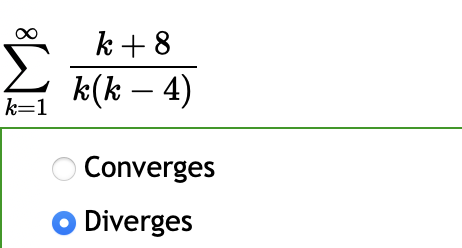 ∞
∑ k + 8 / k(k − 4)
k=1
Converges
Diverges